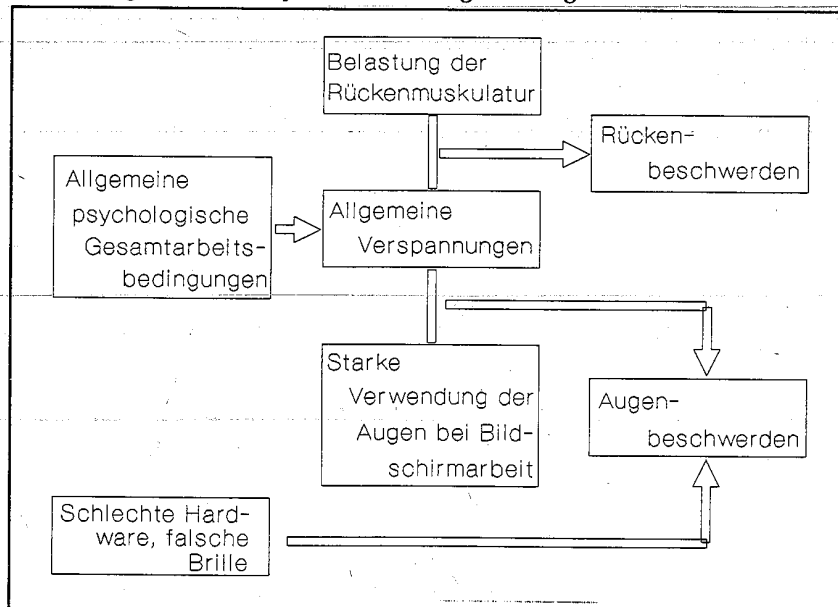 Belastung der
Rückenmuskulatur
Rücken-
beschwerden
Allgemeine
psychologische
Gesamtarbeits-
bedingungen
Allgemeine
Verspannungen
Starke
Verwendung der
Augen bei Bild-
schirmarbeit
Augen-
beschwerden
Schlechte Hard-
ware, falsche
Brille